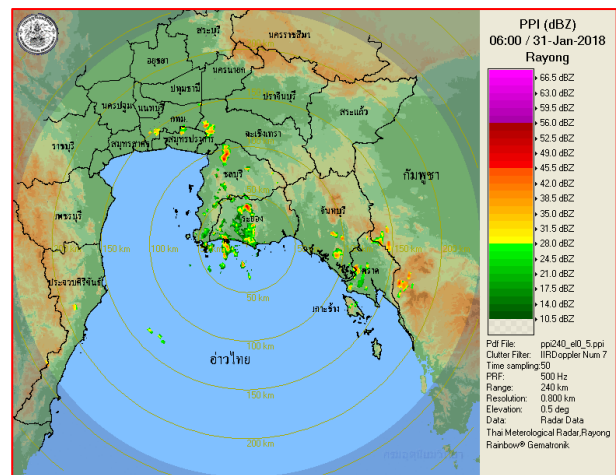 สระบุรี
นครราชสีมา
อยุธยา
นครนายก
ปทุมธานี
ปราจีนบุรี
นครปฐม
นนทบุรี
สระแก้ว
กทม.
ราชบุรี
สมุทรสาคร
สมุทรปราการ
ฉะเชิงเทรา
กัมพูชา
ชลบุรี
เพชรบุรี
ระยอง
จันทบุรี
150 km
100 km
ประจวบคีรีขันธ์
ตราด
50 km
เกาะช้าง
100 km
อ่าวไทย
150 km
200 km
PPI (dBZ)
06:00 / 31-Jan-2018
Rayong
66.5 dBZ
63.0 dBZ
59.5 dBZ
56.0 dBZ
52.5 dBZ
49.0 dBZ
45.5 dBZ
42.0 dBZ
38.5 dBZ
35.0 dBZ
31.5 dBZ
28.0 dBZ
24.5 dBZ
21.0 dBZ
17.5 dBZ
14.0 dBZ
10.5 dBZ
Pdf File: ppi240_el0_5.ppi
Clutter Filter: IIRDoppler Num 7
Time sampling:50
PRF: 500 Hz
Range: 240 km
Resolution: 0.800 km
Elevation: 0.5 deg
Data: Radar Data
Thai Meterological Radar,Rayong
Rainbow® Gematronik